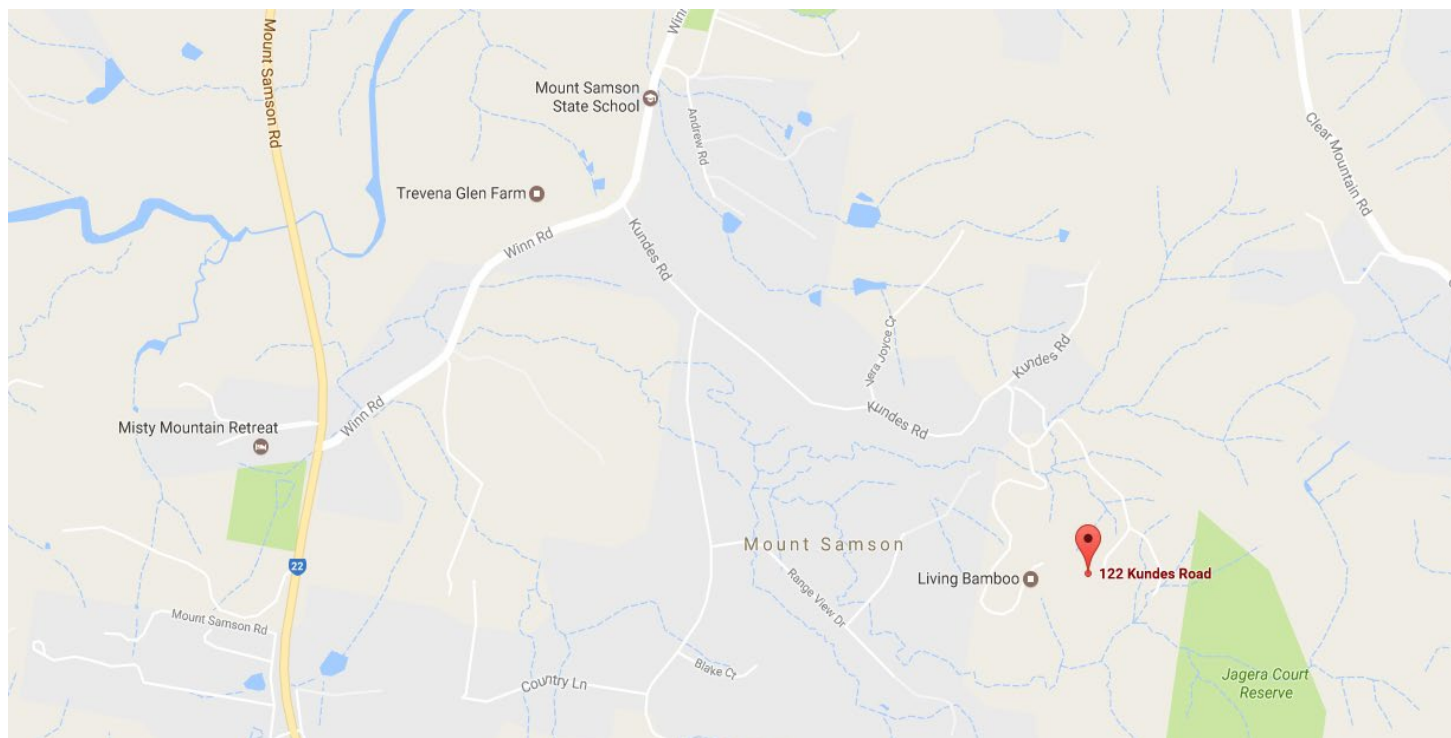 Mount Samson Rd
Winn
Mount Samson
State School
Andrew Rd
Clear Mountain Rd
Trevena Glen Farm
Winn Rd
Kundes Rd
Vera Joyce Ct
Kundes Rd
Kundes Rd
Winn Rd
Misty Mountain Retreat
Mount Samson
22
Living Bamboo
122 Kundes Road
Range View Dr
Mount Samson Rd
Blake Ct
Country Ln
Jagera Court
Reserve